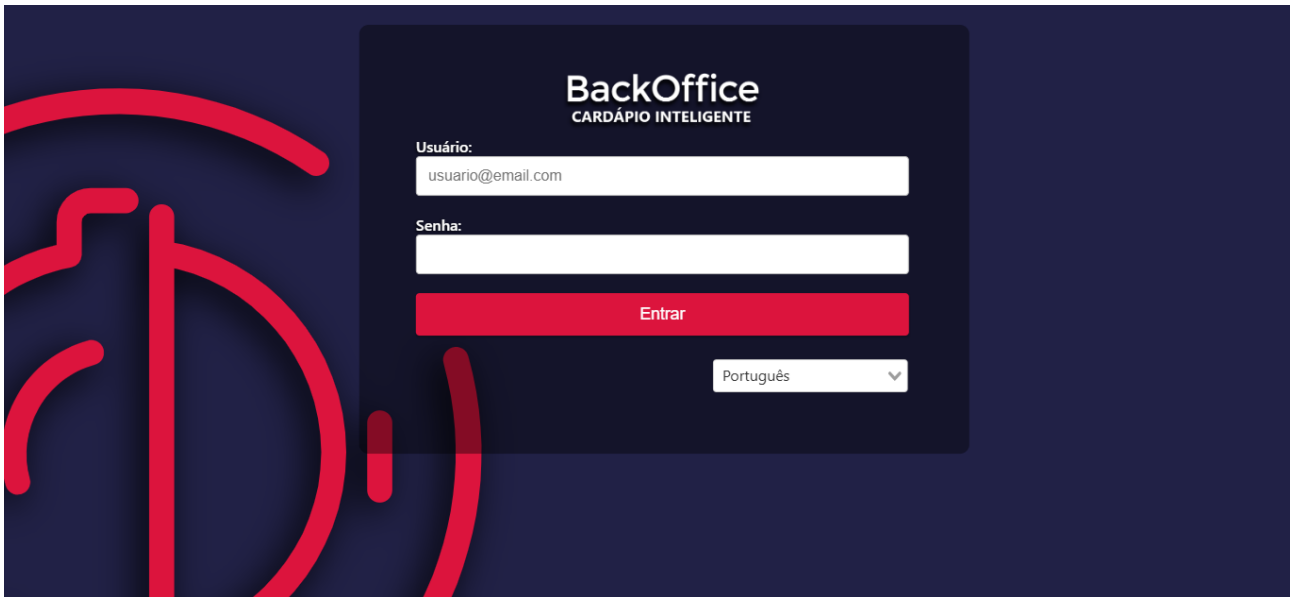 BackOffice
CARDÁPIO INTELIGENTE
Usuário:
usuario@email.com
Senha:
Entrar
Português